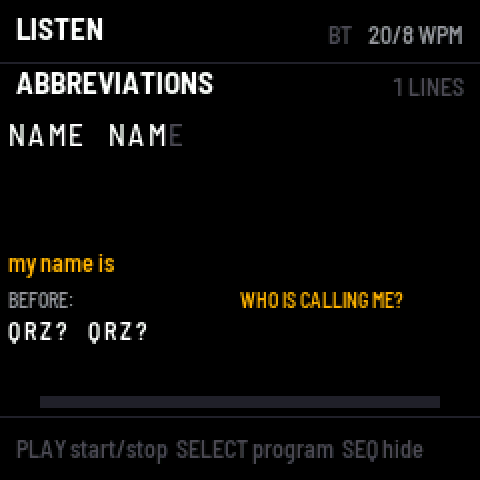 LISTEN BT 20/8 WPM
ABBREVIATIONS 1 LINES
NAME NAME
my name is
BEFORE: WHO IS CALLING ME?
QRZ? QRZ?
PLAY start/stop SELECT program SEQ hide